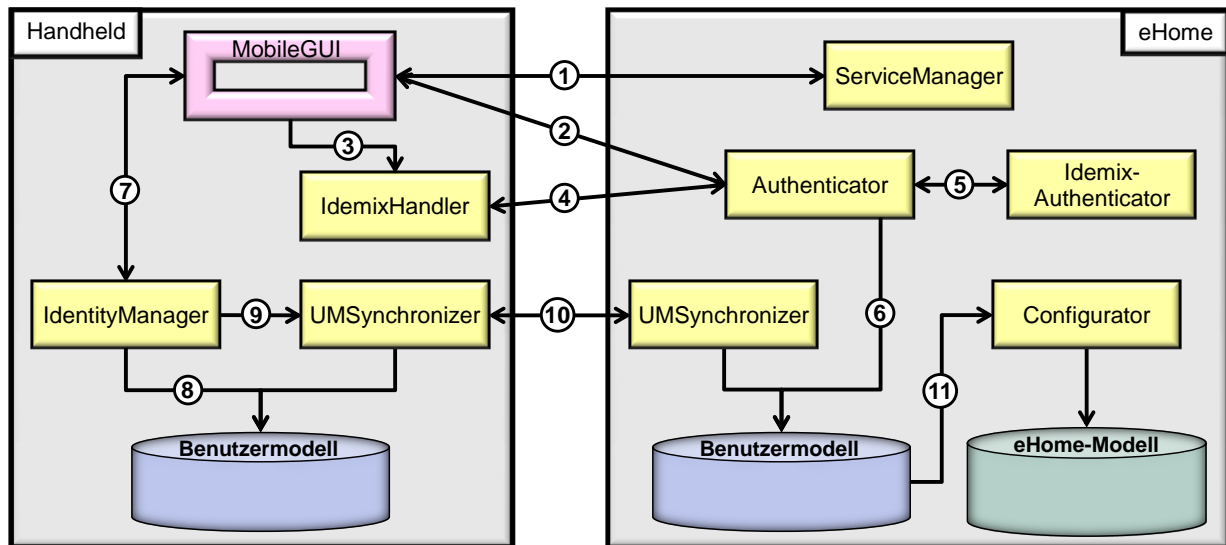 Handheld
MobileGUI
eHome
1
ServiceManager
2
3
Authenticator
5
Idemix-
Authenticator
7
IdemixHandler
4
IdentityManager
9
UMSynchronizer
10
UMSynchronizer
6
Configurator
8
11
Benutzermodell
Benutzermodell
eHome-Modell